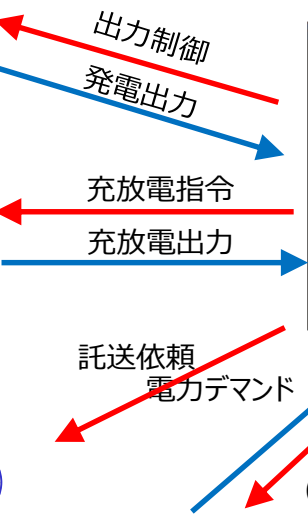 出力制御
発電出力
充放電指令
充放電出力
託送依頼
電力デマンド